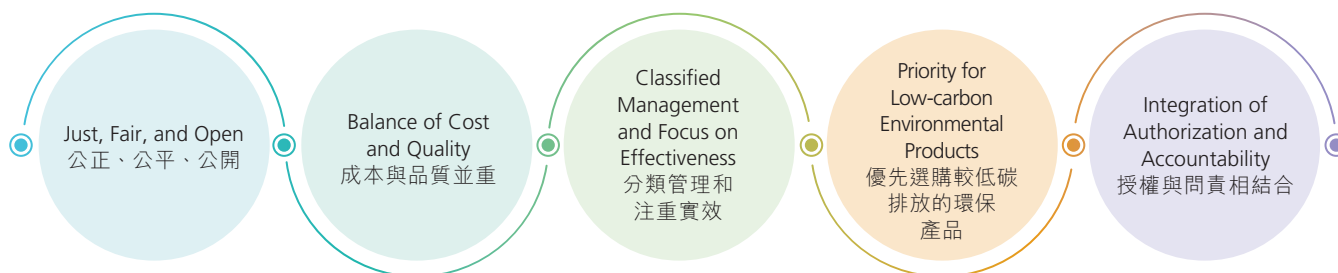 Just, Fair, and Open
公正、公平、公開
Balance of Cost
and Quality
成本與品質並重
Classified
Management
and Focus on
Effectiveness
分類管理和
注重實效
Priority for
Low-carbon
Environmental
Products
優先選購較低碳
排放的環保
產品
Integration of
Authorization and
Accountability
授權與問責相結合